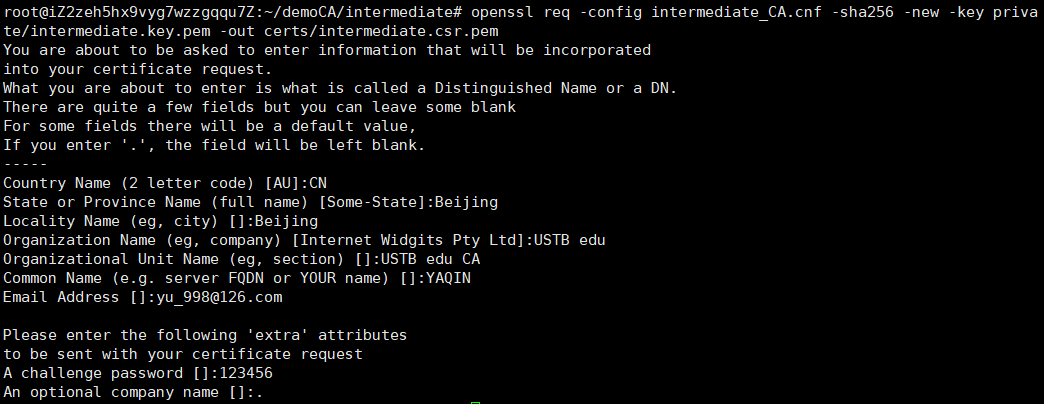 root@iZ2zeh5hx9vyg7wzzgqqu7Z:~/demoCA/intermediate# openssl req -config intermediate_CA.cnf -sha256 -new -key priva
te/intermediate.key.pem -out certs/intermediate.csr.pem
You are about to be asked to enter information that will be incorporated
into your certificate request.
What you are about to enter is what is called a Distinguished Name or a DN.
There are quite a few fields but you can leave some blank
For some fields there will be a default value,
If you enter '.', the field will be left blank.
-----
Country Name (2 letter code) [AU]:CN
State or Province Name (full name) [Some-State]:Beijing
Locality Name (eg, city) []:Beijing
Organization Name (eg, company) [Internet Widgits Pty Ltd]:USTB edu
Organizational Unit Name (eg, section) []:USTB edu CA
Common Name (e.g. server FQDN or YOUR name) []:YAQIN
Email Address []:yu_998@126.com

Please enter the following 'extra' attributes
to be sent with your certificate request
A challenge password []:123456
An optional company name []:.